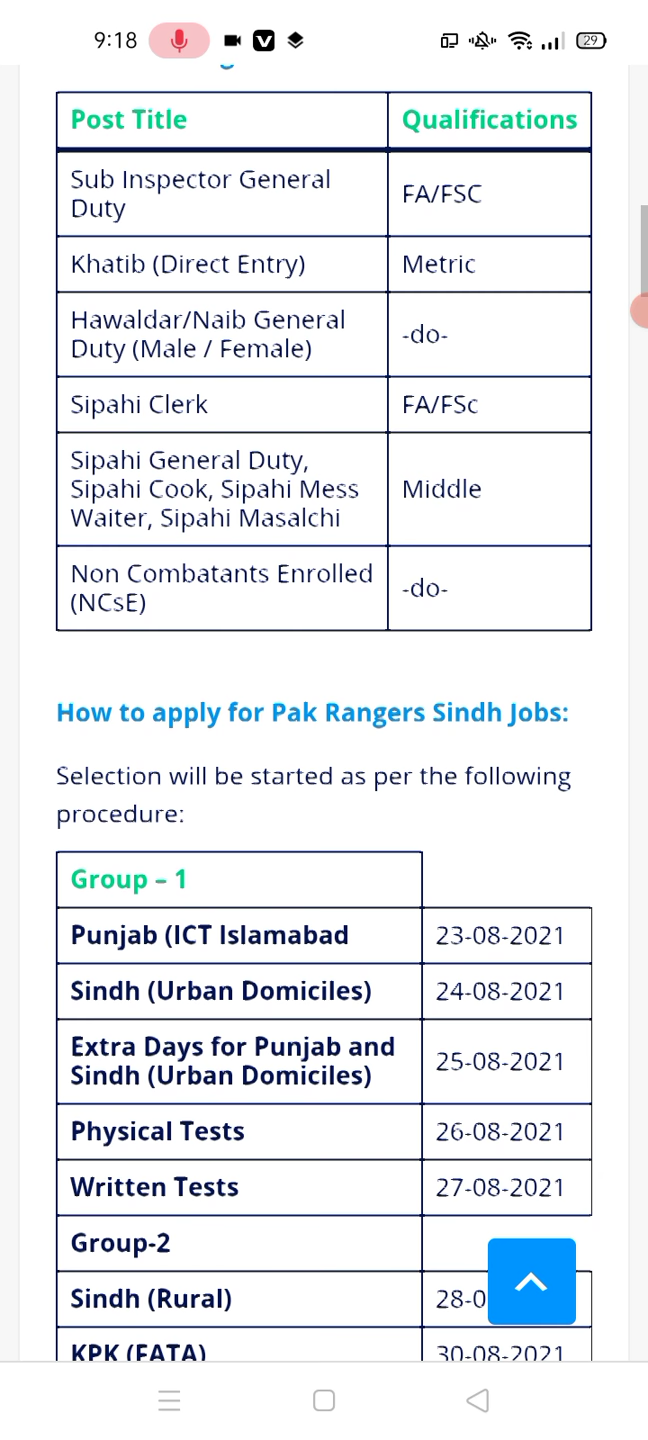 9:18
V
29
Post Title
Qualifications
Sub Inspector General
Duty
FA/FSC
Khatib (Direct Entry)
Metric
Hawaldar/Naib General
Duty (Male / Female)
-do-
Sipahi Clerk
FA/FSc
Sipahi General Duty,
Sipahi Cook, Sipahi Mess
Waiter, Sipahi Masalchi
Middle
Non Combatants Enrolled
(NCsE)
-do-
How to apply for Pak Rangers Sindh Jobs:
Selection will be started as per the following
procedure:
Group – 1
Punjab (ICT Islamabad
23-08-2021
Sindh (Urban Domiciles)
24-08-2021
Extra Days for Punjab and
Sindh (Urban Domiciles)
25-08-2021
Physical Tests
26-08-2021
Written Tests
27-08-2021
Group-2
Sindh (Rural)
28-0
KPK (FATA)
30-08-2021